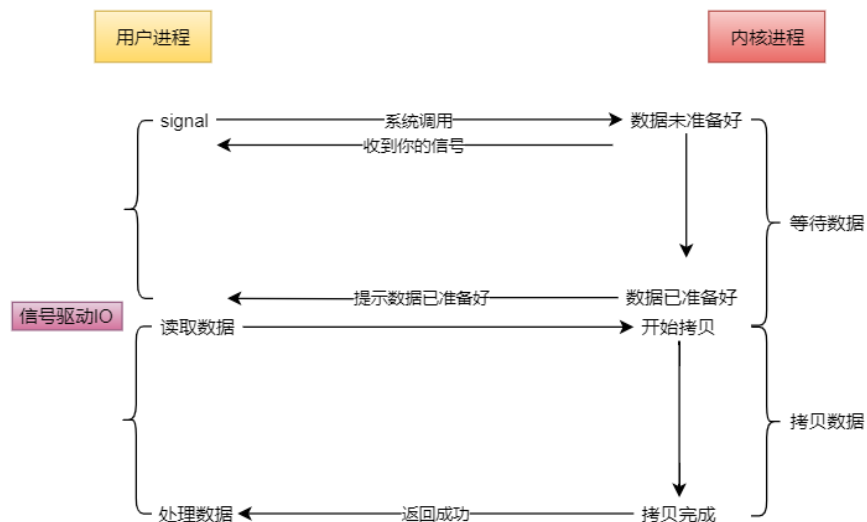 用户进程
内核进程
signal
系统调用
数据未准备好
收到你的信号
等待数据
提示数据已准备好
数据已准备好
信号驱动IO
读取数据
开始拷贝
拷贝数据
处理数据
返回成功
拷贝完成